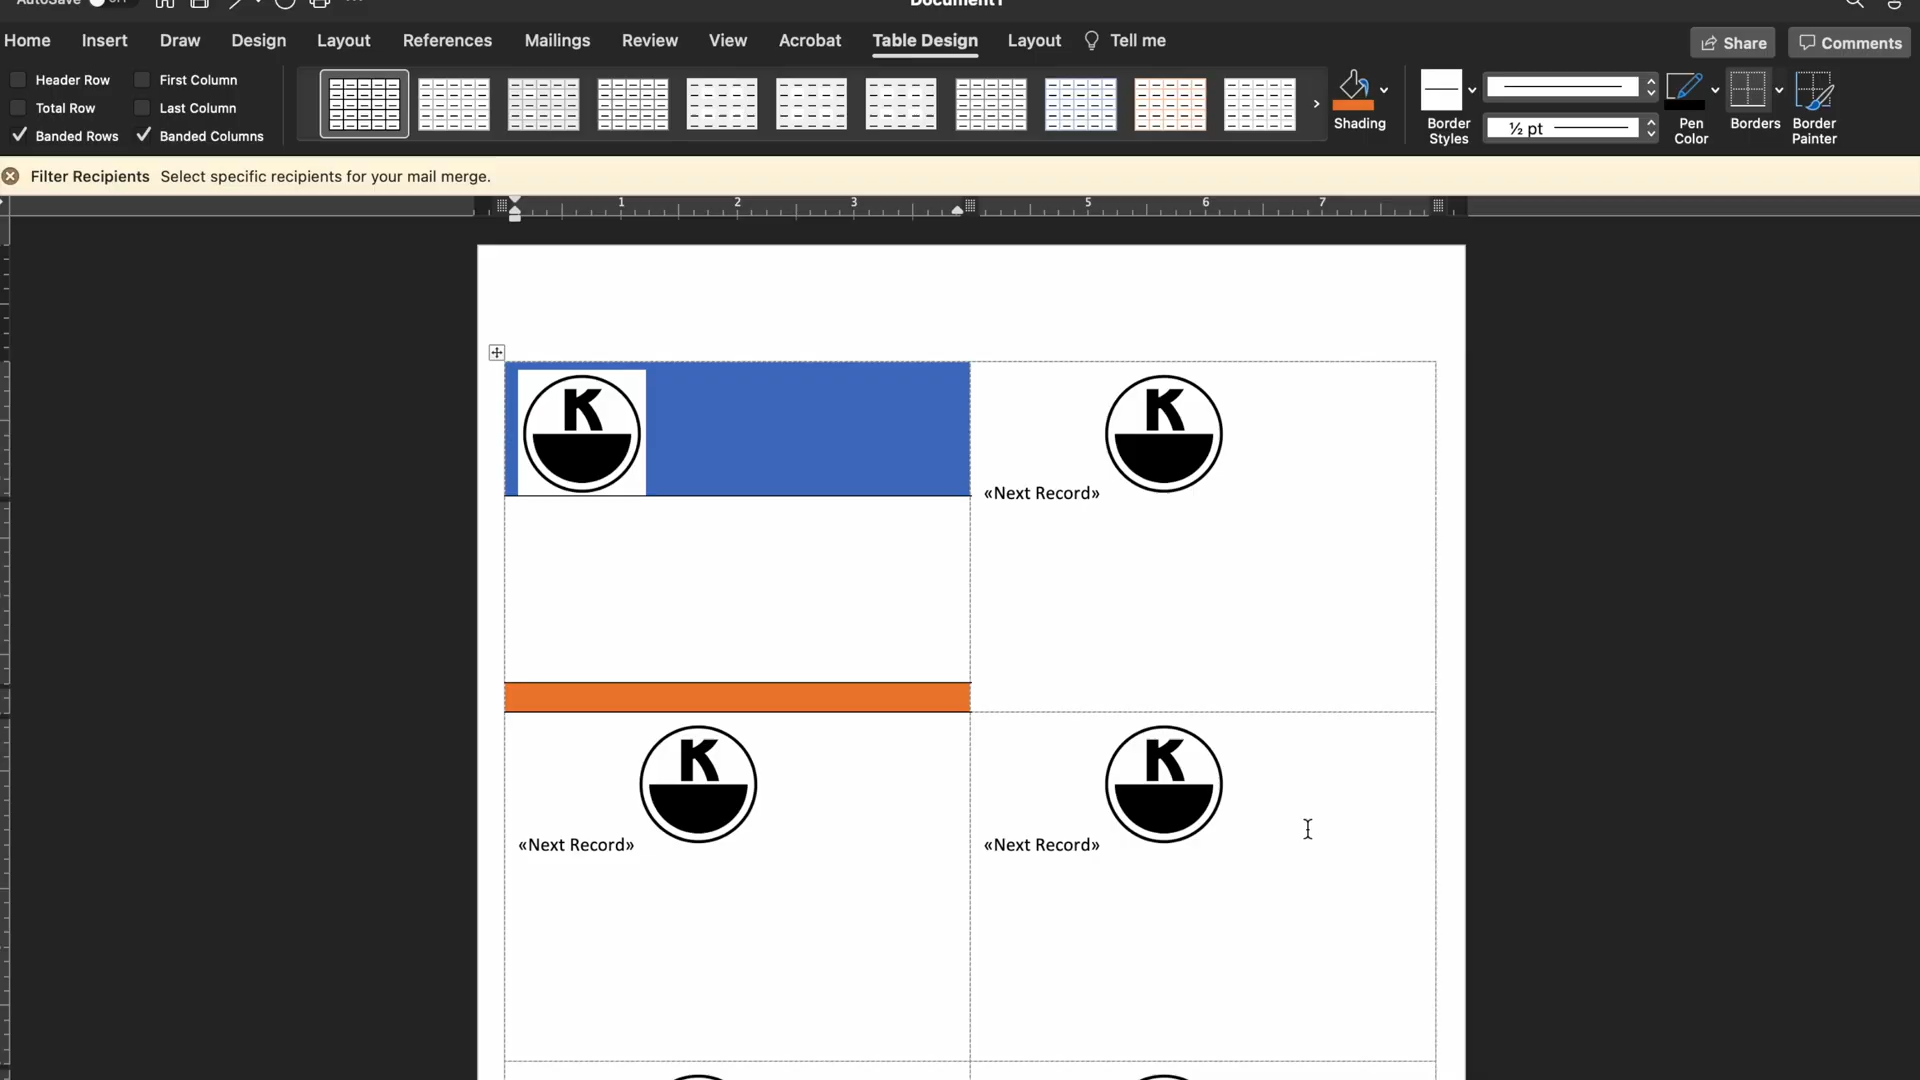 AutoSave OFF
Document1
Home Insert Draw Design Layout References Mailings Review View Acrobat Table Design Layout Tell me Share Comments
Header Row First Column
Total Row Last Column
Banded Rows Banded Columns
Shading
Border Styles
½ pt
Pen Color
Borders
Border Painter
Filter Recipients Select specific recipients for your mail merge.
1 2 3 5 6 7
K
K
«Next Record»
K
K
«Next Record»
«Next Record»